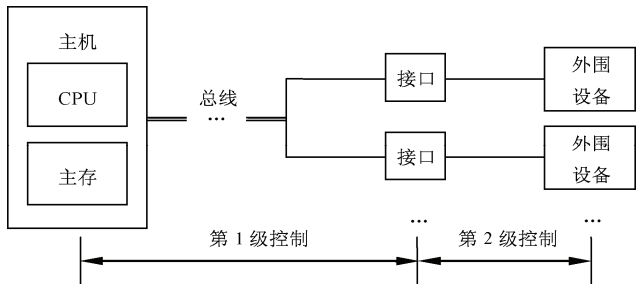 主机
CPU
主存
总线
...
接口
外围
设备
接口
外围
设备
...
...
第 1 级控制
第 2 级控制